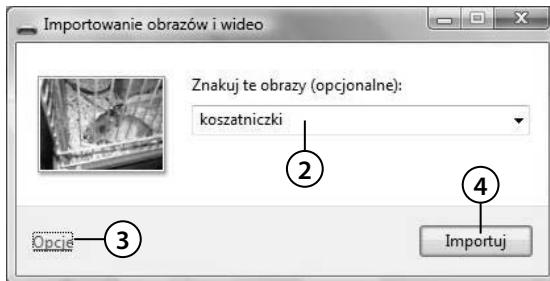 Importowanie obrazów i wideo
Znakuj te obrazy (opcjonalne):
koszatniczki
2
4
Opcje
3
Importuj